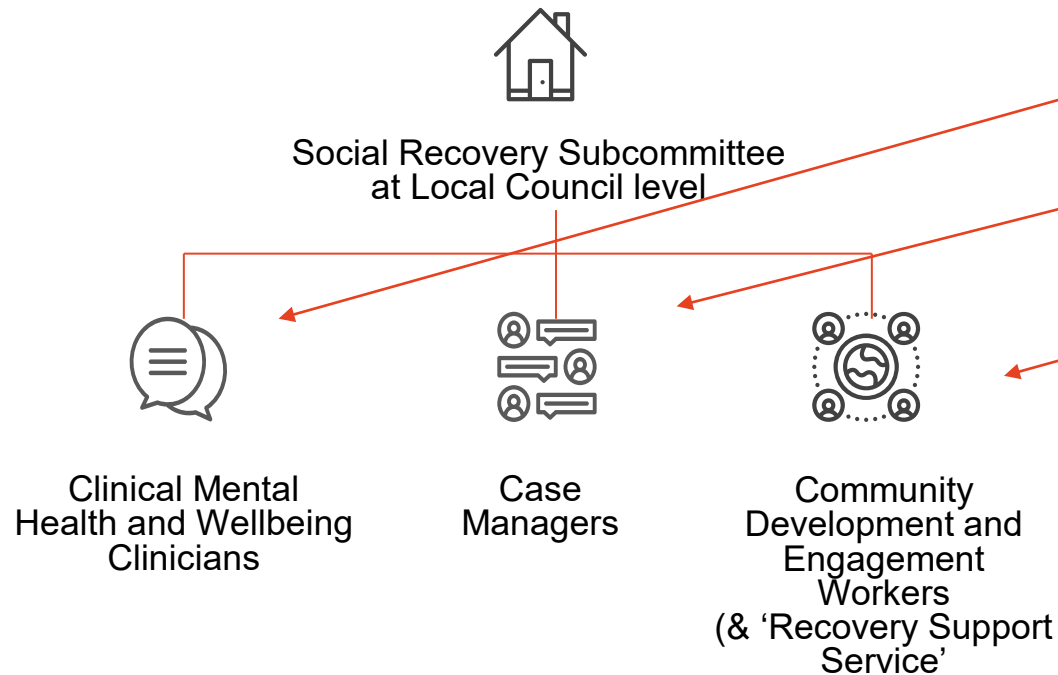 Social Recovery Subcommittee
at Local Council level
Clinical Mental
Health and Wellbeing
Clinicians
Case
Managers
Community
Development and
Engagement
Workers
(& ‘Recovery Support
Service’